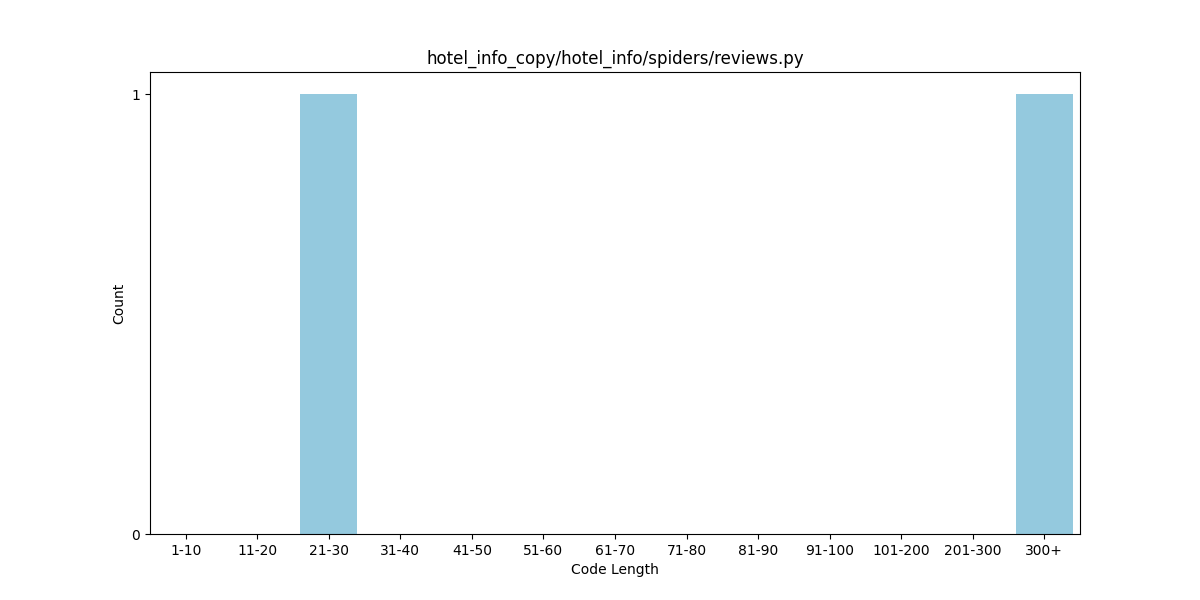 hotel_info_copy/hotel_info/spiders/reviews.py
1
Count
0
1-10 11-20 21-30 31-40 41-50 51-60 61-70 71-80 81-90 91-100 101-200 201-300 300+
Code Length